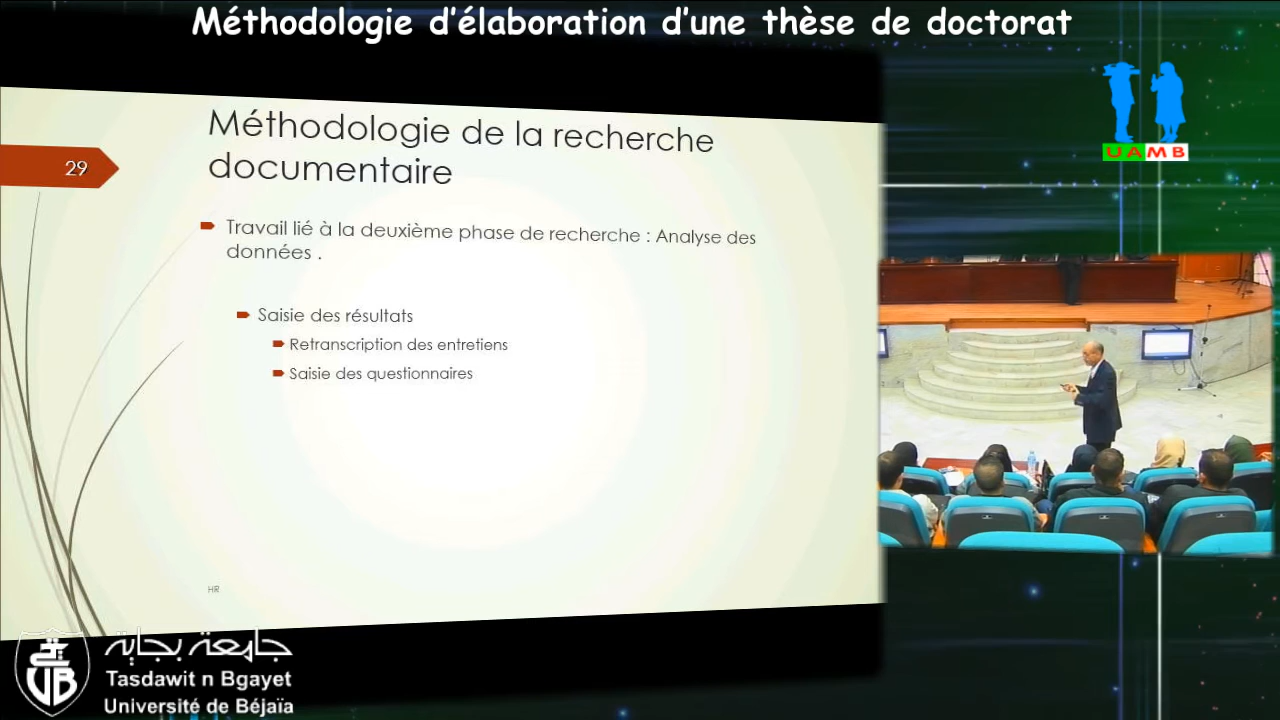 Méthodologie d'élaboration d'une thèse de doctorat
UAMB
29
Méthodologie de la recherche
documentaire
Travail lié à la deuxième phase de recherche : Analyse des
données .
Saisie des résultats
Retranscription des entretiens
Saisie des questionnaires
HR
UB
جامعة بجاية
Tasdawit n Bgayet
Université de Béjaïa